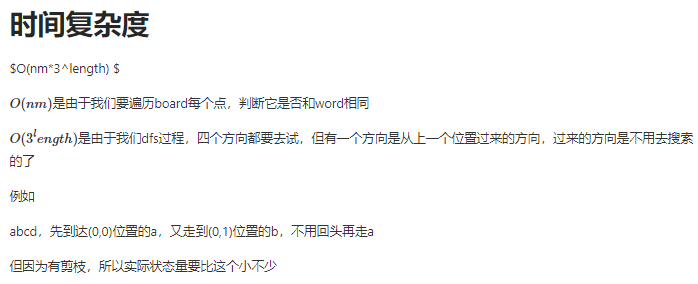 时间复杂度
$O(nm*3^length) $
O(nm)是由于我们要遍历board每个点，判断它是否和word相同
O(3^length)是由于我们dfs过程，四个方向都要去试，但有一个方向是从上一个位置过来的方向，过来的方向是不用去搜索
的了
例如
abcd，先到达(0,0)位置的a，又走到(0,1)位置的b，不用回头再走a
但因为有剪枝，所以实际状态量要比这个小不少